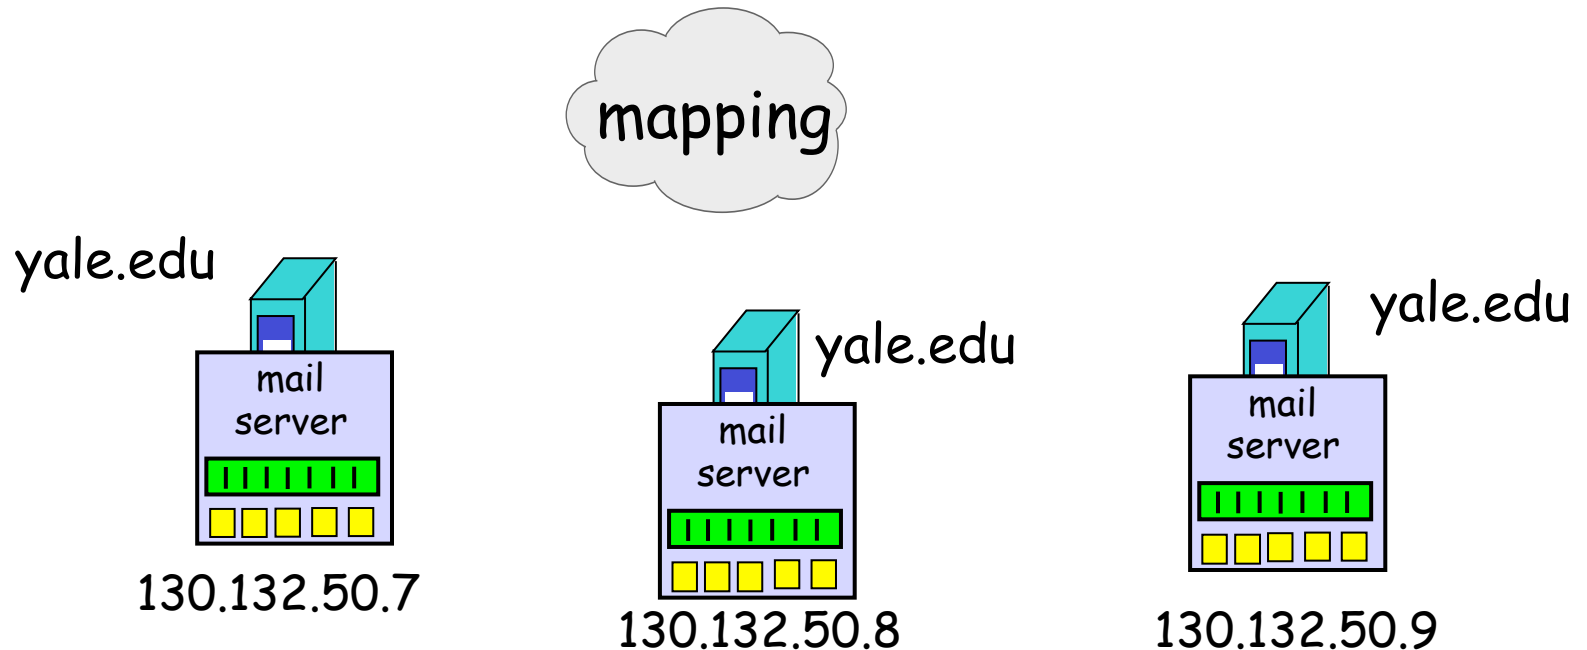 mapping
yale.edu
mail
server
130.132.50.7
yale.edu
mail
server
130.132.50.8
yale.edu
mail
server
130.132.50.9